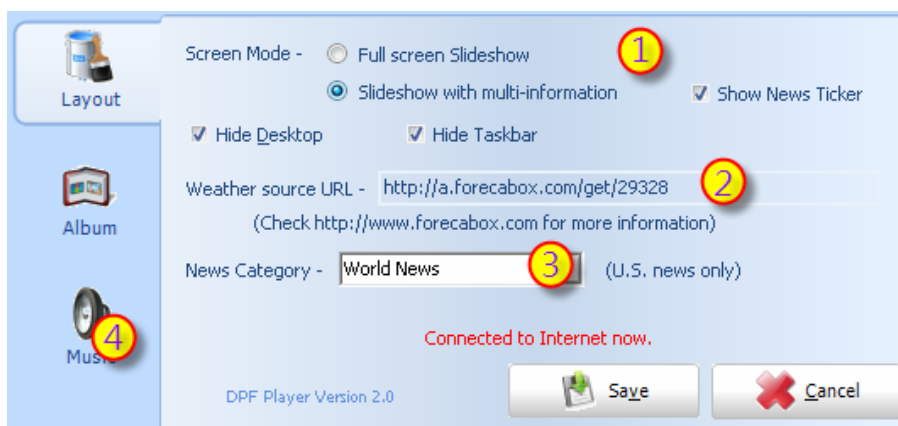 Layout
Album
Music
Screen Mode - Full screen Slideshow 1
Slideshow with multi-information Show News Ticker
Hide Desktop Hide Taskbar
Weather source URL - http://a.forecabox.com/get/29328 2
(Check http://www.forecabox.com for more information)
News Category - World News 3 (U.S. news only)
4
Connected to Internet now.
DPF Player Version 2.0 Save Cancel